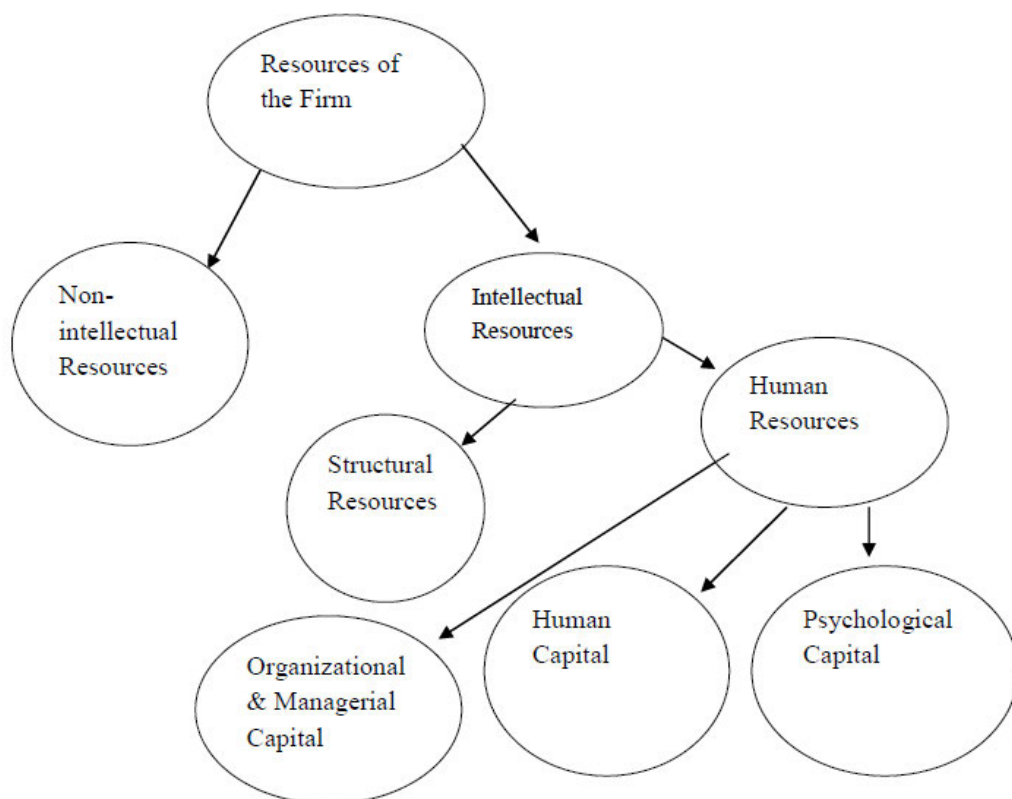 Resources of
the Firm
Non-
intellectual
Resources
Intellectual
Resources
Human
Resources
Structural
Resources
Organizational
& Managerial
Capital
Human
Capital
Psychological
Capital